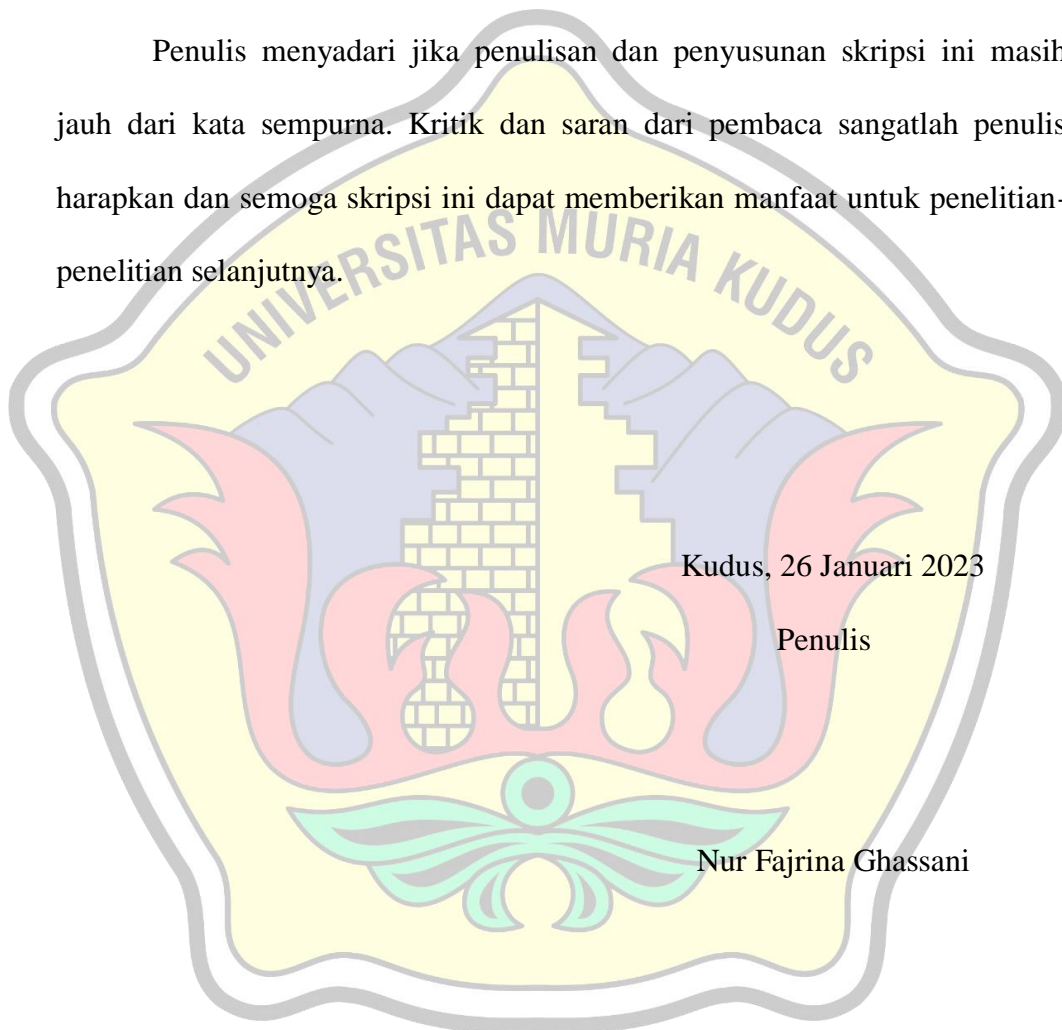 Penulis menyadari jika penulisan dan penyusunan skripsi ini masih
jauh dari kata sempurna. Kritik dan saran dari pembaca sangatlah penulis
harapkan dan semoga skripsi ini dapat memberikan manfaat untuk penelitian-
penelitian selanjutnya.
UNIVERSITAS MURIA KUDUS
Kudus, 26 Januari 2023
Penulis
Nur Fajrina Ghassani